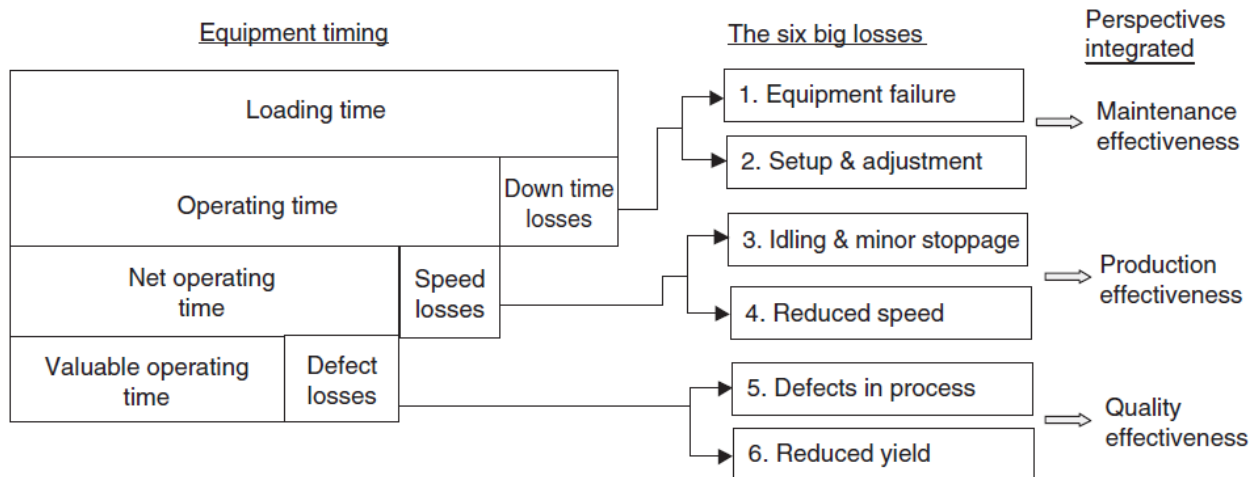 Equipment timing
The six big losses
Perspectives
integrated
Loading time
1. Equipment failure
Maintenance
effectiveness
2. Setup & adjustment
Operating time
Down time
losses
3. Idling & minor stoppage
Production
effectiveness
Net operating
time
Speed
losses
4. Reduced speed
Valuable operating
time
Defect
losses
5. Defects in process
Quality
effectiveness
6. Reduced yield